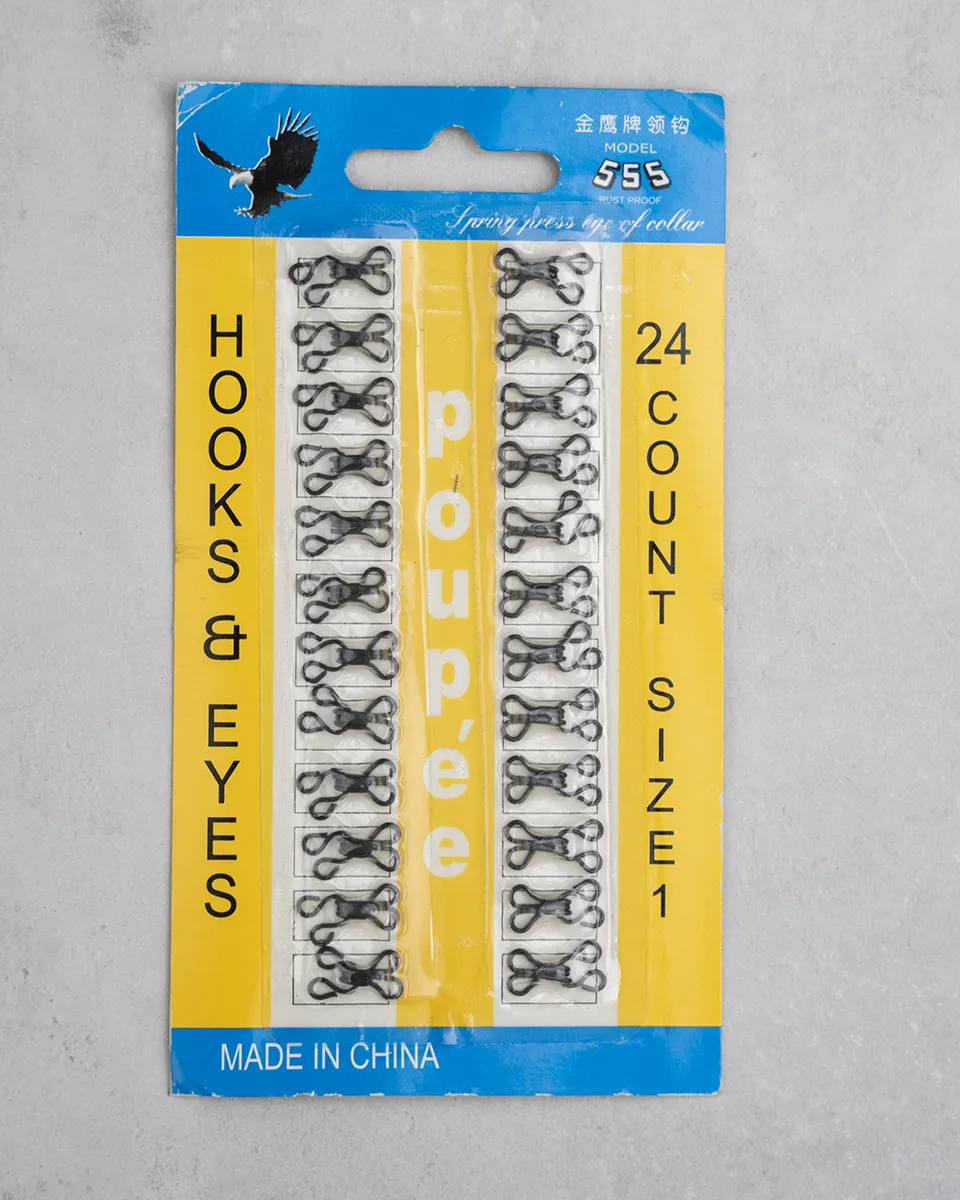 金鹰牌领钩
MODEL
555
RUST PROOF
Spring press eye of collar
HOOKS & EYES
poupée
24 COUNT SIZE 1
MADE IN CHINA